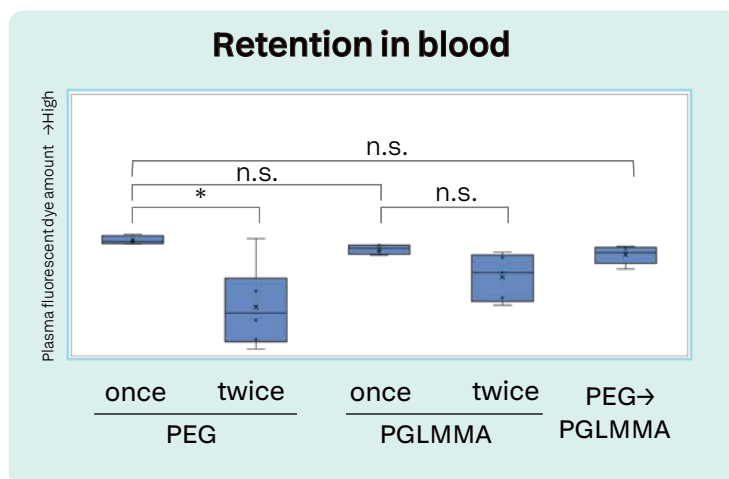 Retention in blood
Plasma fluorescent dye amount →High
n.s.
n.s.
*
n.s.
once
twice
once
twice
PEG→
PGLMMA
PEG
PGLMMA